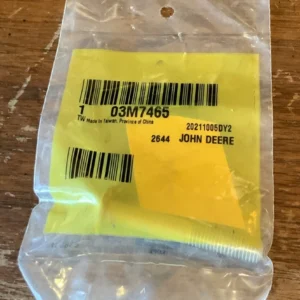 1 03M7465
TW Made in Taiwan, Province of China
20211005DY2
2644 JOHN DEERE